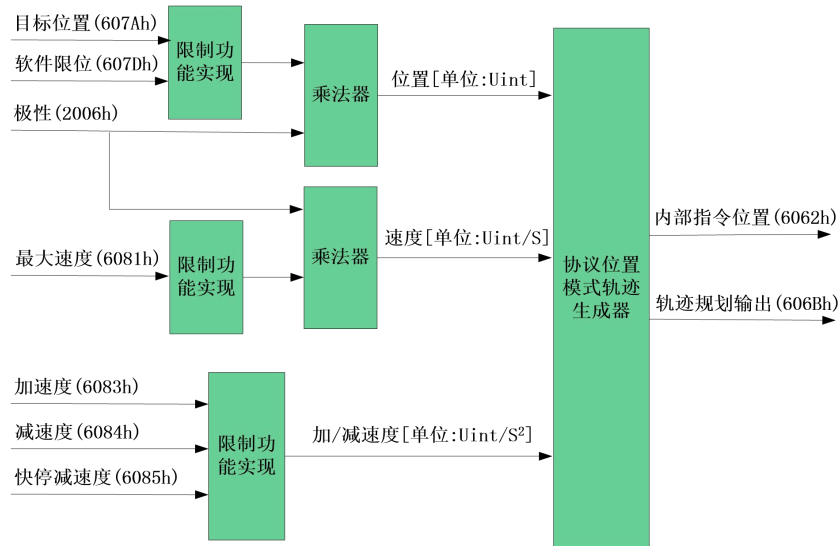 目标位置(607Ah)
软件限位(607Dh)
限制功
能实现
极性(2006h)
乘法器
位置[单位:Uint]
最大速度(6081h)
限制功
能实现
乘法器
速度[单位:Uint/S]
协议位置
模式轨迹
生成器
内部指令位置(6062h)
轨迹规划输出(606Bh)
加速度(6083h)
减速度(6084h)
快停减速度(6085h)
限制功
能实现
加/减速度[单位:Uint/S²]